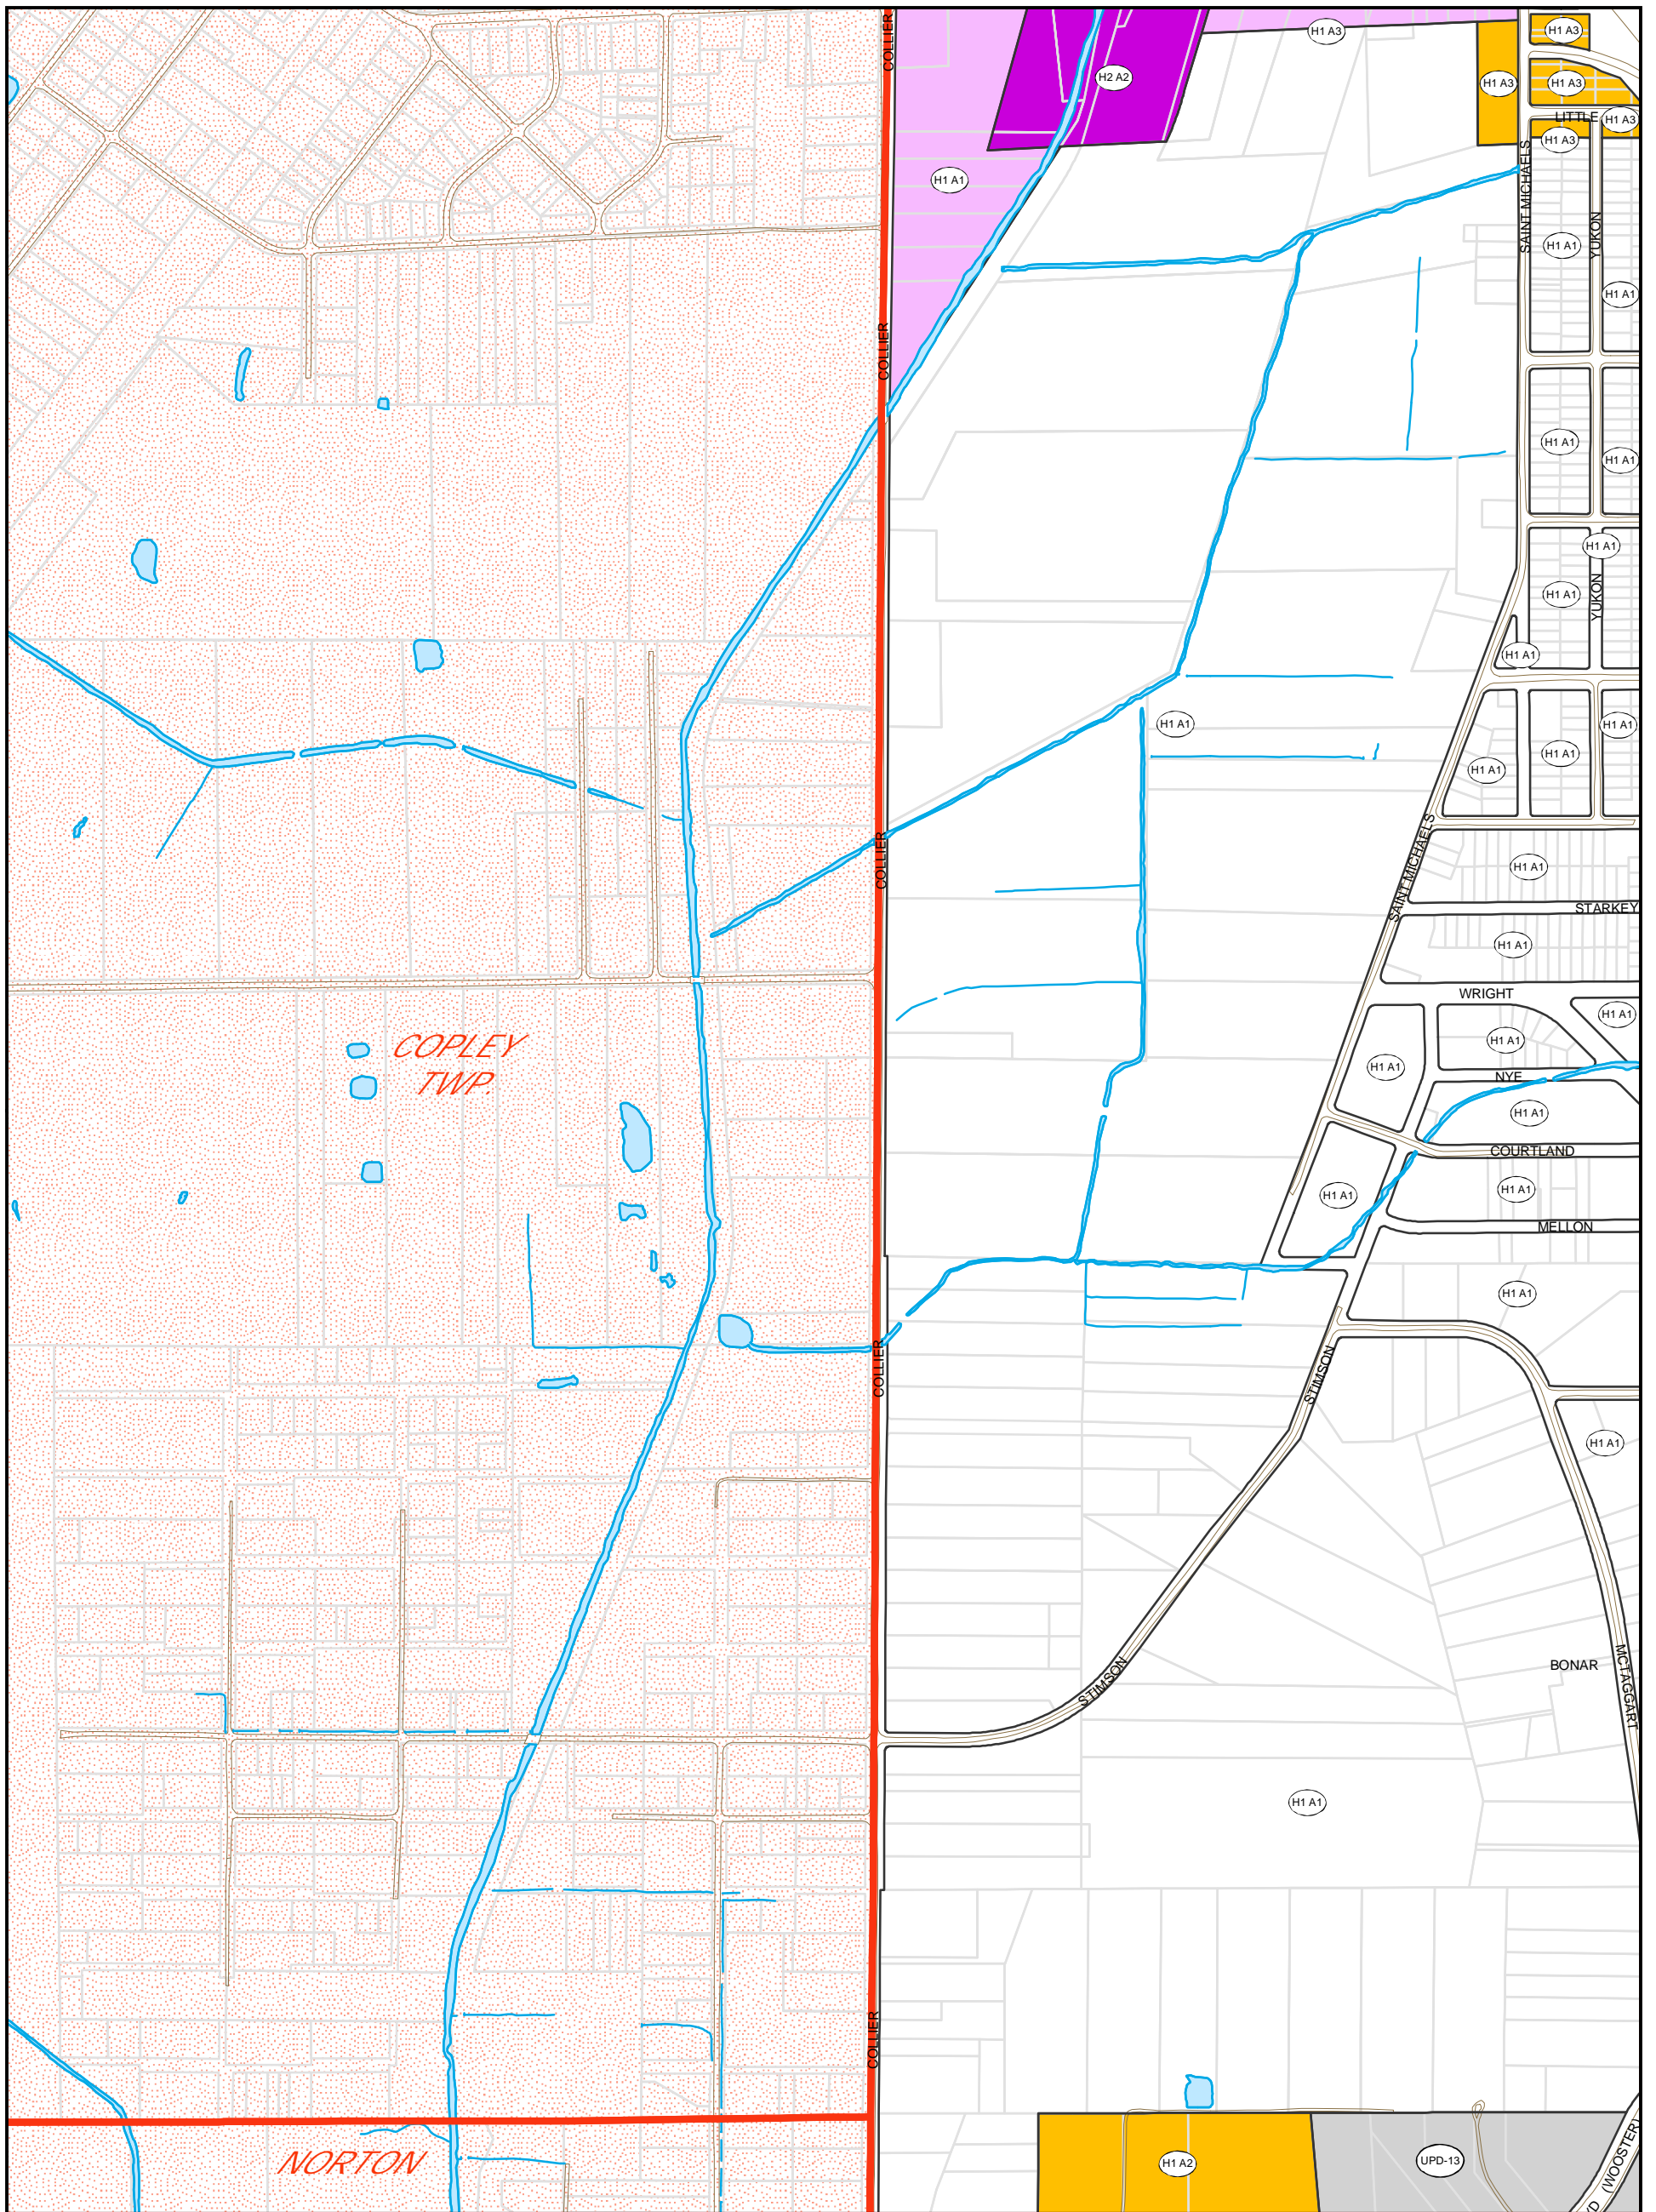 COLLIER
H1 A3
H1 A3
H2 A2
H1 A3
H1 A3
LITTLE
H1 A3
H1 A3
H1 A1
SAINT MICHAELS
YUKON
H1 A1
H1 A1
COLLIER
H1 A1
H1 A1
H1 A1
H1 A1
YUKON
H1 A1
H1 A1
H1 A1
H1 A1
H1 A1
COLLIER
SAINT MICHAELS
H1 A1
STARKEY
H1 A1
WRIGHT
H1 A1
H1 A1
COPLEY
TWP.
H1 A1
NYE
H1 A1
COURTLAND
H1 A1
H1 A1
MELLON
H1 A1
COLLIER
STIMSON
H1 A1
BONAR
MCTAGGART
STIMSON
H1 A1
COLLIER
NORTON
H1 A2
UPD-13
(WOOSTER)